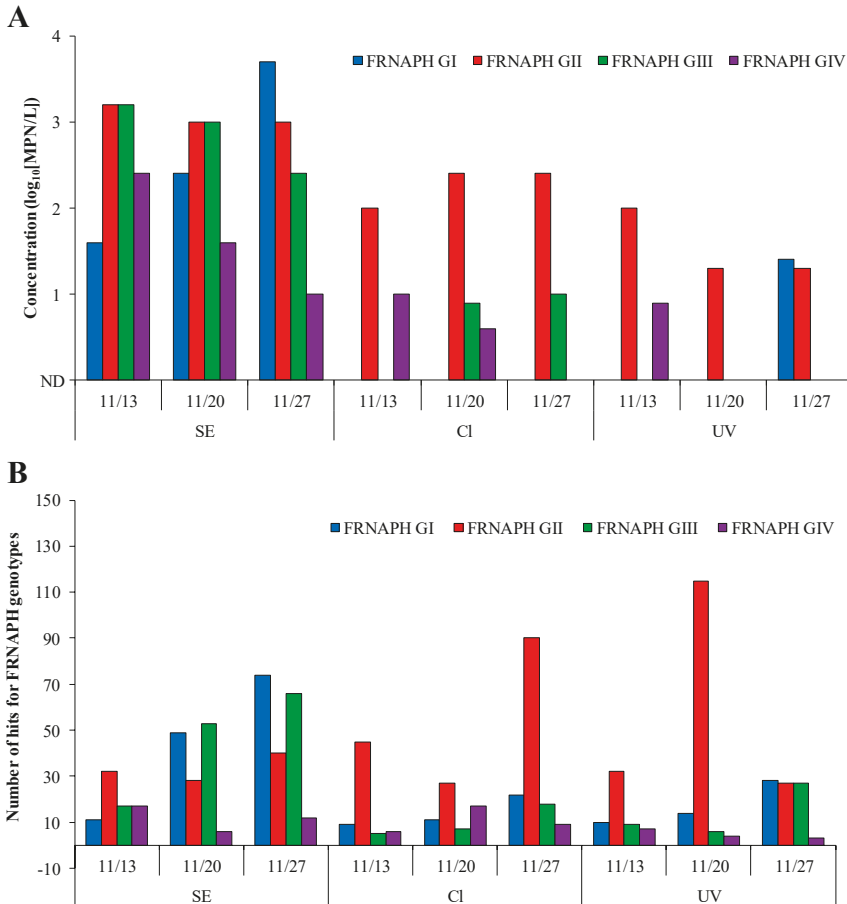 A
Concentration (log10[MPN/L])
4
3
2
1
ND
FRNAPH GI FRNAPH GII FRNAPH GIII FRNAPH GIV
11/13 11/20 11/27 11/13 11/20 11/27 11/13 11/20 11/27
SE Cl UV
B
Number of hits for FRNAPH genotypes
150
130
110
90
70
50
30
10
-10
FRNAPH GI FRNAPH GII FRNAPH GIII FRNAPH GIV
11/13 11/20 11/27 11/13 11/20 11/27 11/13 11/20 11/27
SE Cl UV